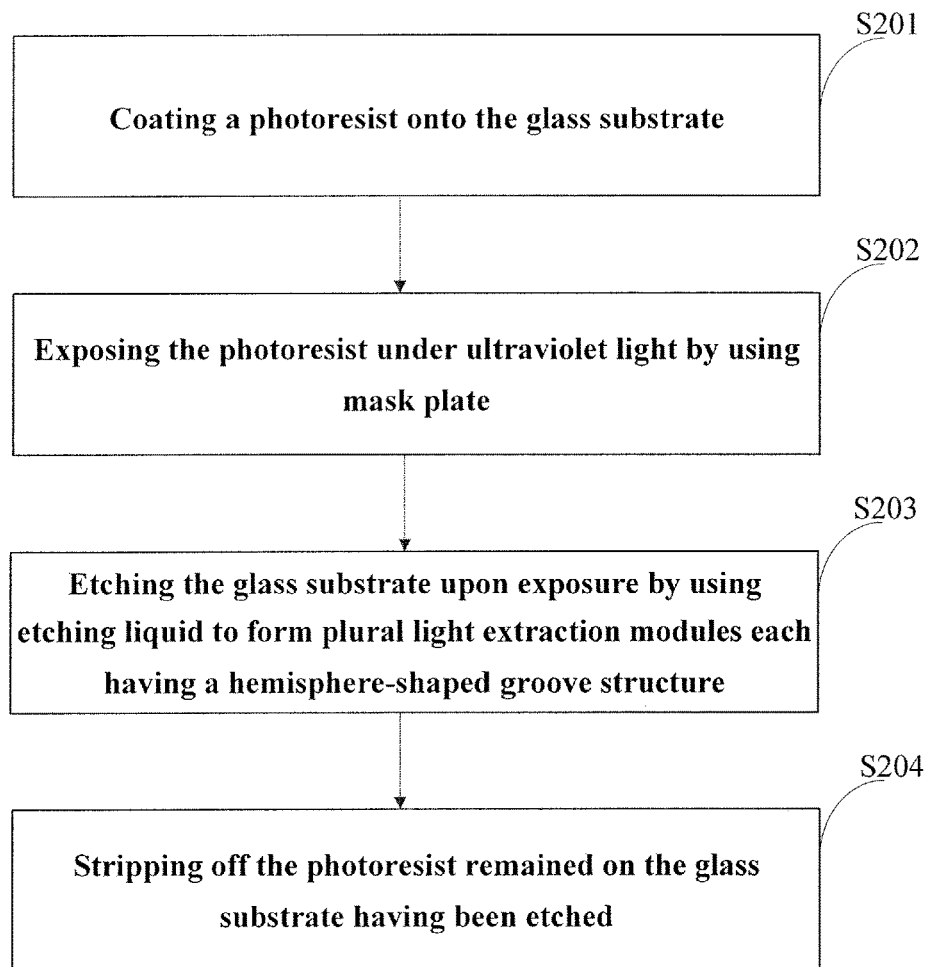 S201
Coating a photoresist onto the glass substrate
S202
Exposing the photoresist under ultraviolet light by using
mask plate
S203
Etching the glass substrate upon exposure by using
etching liquid to form plural light extraction modules each
having a hemisphere-shaped groove structure
S204
Stripping off the photoresist remained on the glass
substrate having been etched